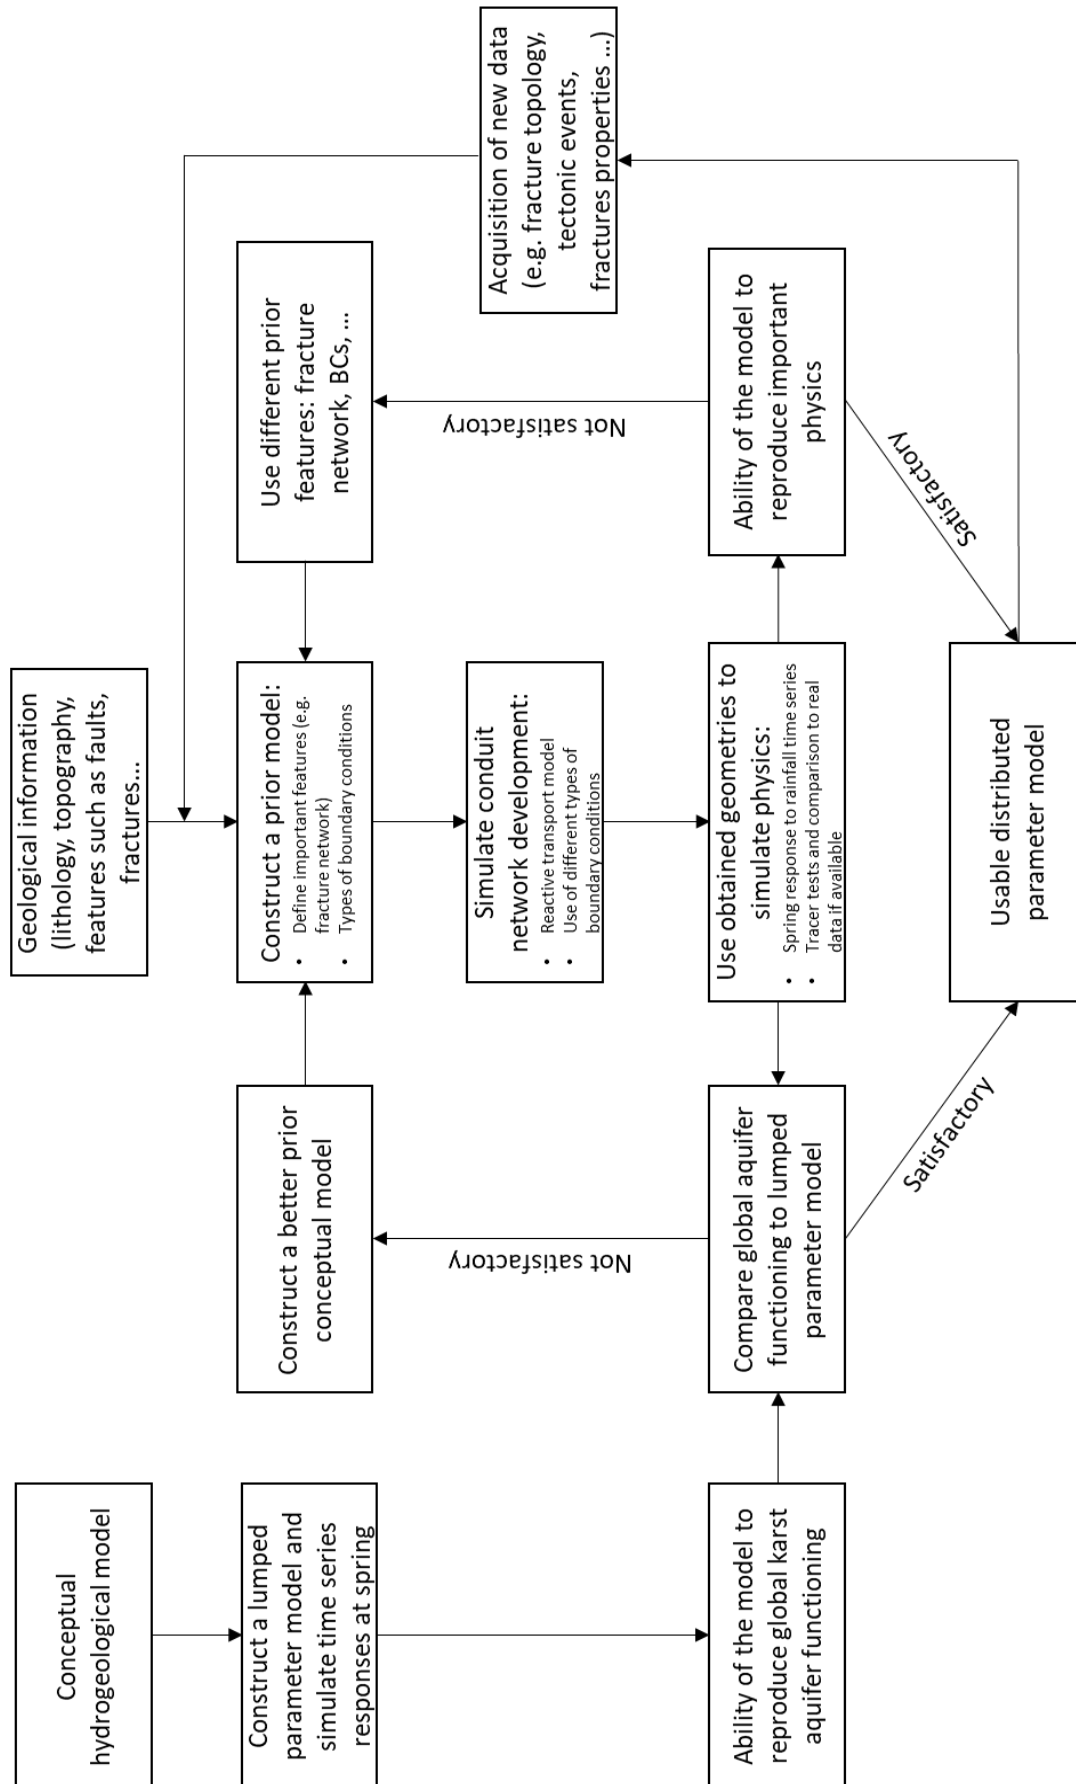 Conceptual
hydrogeological model
Geological information
(lithology, topography,
features such as faults,
fractures...
Construct a lumped
parameter model and
simulate time series
responses at spring
Construct a better prior
conceptual model
Construct a prior model:
• Define important features (e.g.
fracture network)
• Types of boundary conditions
Use different prior
features: fracture
network, BCs, ...
Simulate conduit
network development:
• Reactive transport model
• Use of different types of
boundary conditions
Acquisition of new data
(e.g. fracture topology,
tectonic events,
fractures properties ...)
Not satisfactory
Not satisfactory
Ability of the model to
reproduce global karst
aquifer functioning
Compare global aquifer
functioning to lumped
parameter model
Use obtained geometries to
simulate physics:
• Spring response to rainfall time series
• Tracer tests and comparison to real
data if available
Ability of the model to
reproduce important
physics
Satisfactory
Satisfactory
Usable distributed
parameter model